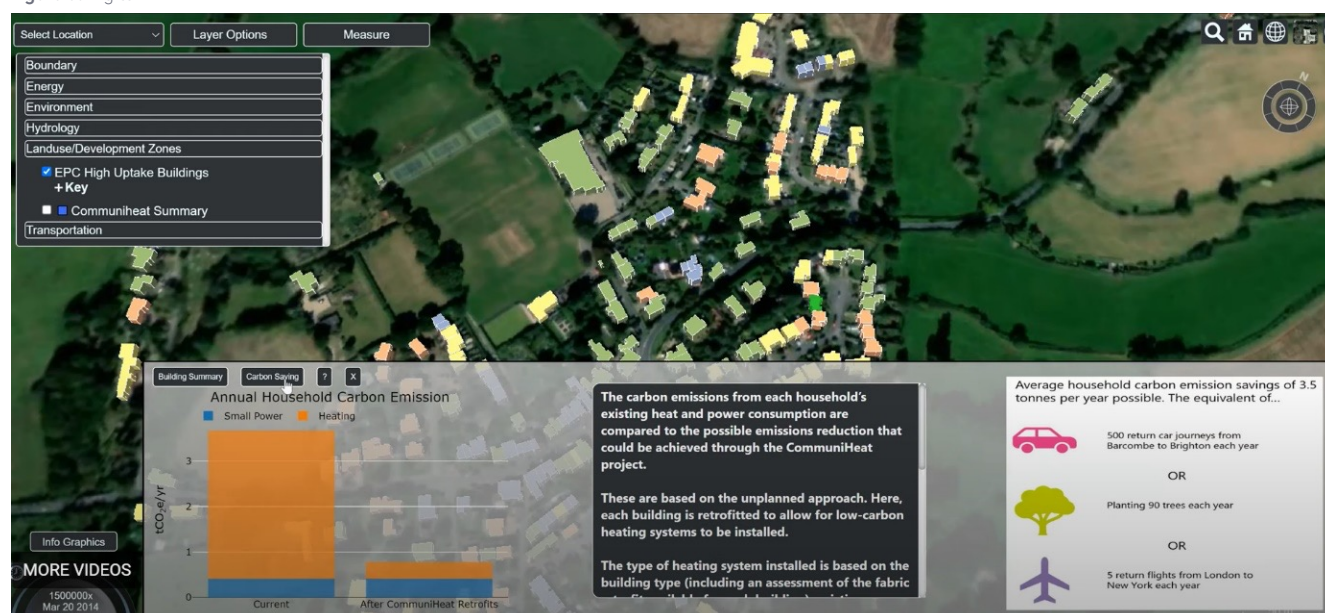 Select Location
Layer Options
Measure
Boundary
Energy
Environment
Hydrology
Landuse/Development Zones
EPC High Uptake Buildings
+Key
Communiheat Summary
Transportation
N
Building Summary
Carbon Saving
?
X
Annual Household Carbon Emission
Small Power
Heating
3
2
1
0
tCO₂e/yr
Current
After CommuniHeat Retrofits
The carbon emissions from each household's
existing heat and power consumption are
compared to the possible emissions reduction that
could be achieved through the CommuniHeat
project.
These are based on the unplanned approach. Here,
each building is retrofitted to allow for low-carbon
heating systems to be installed.
The type of heating system installed is based on the
building type (including an assessment of the fabric
Average household carbon emission savings of 3.5
tonnes per year possible. The equivalent of...
500 return car journeys from
Barcombe to Brighton each year
OR
Planting 90 trees each year
OR
5 return flights from London to
New York each year
Info Graphics
MORE VIDEOS
1500000x
Mar 20 2014